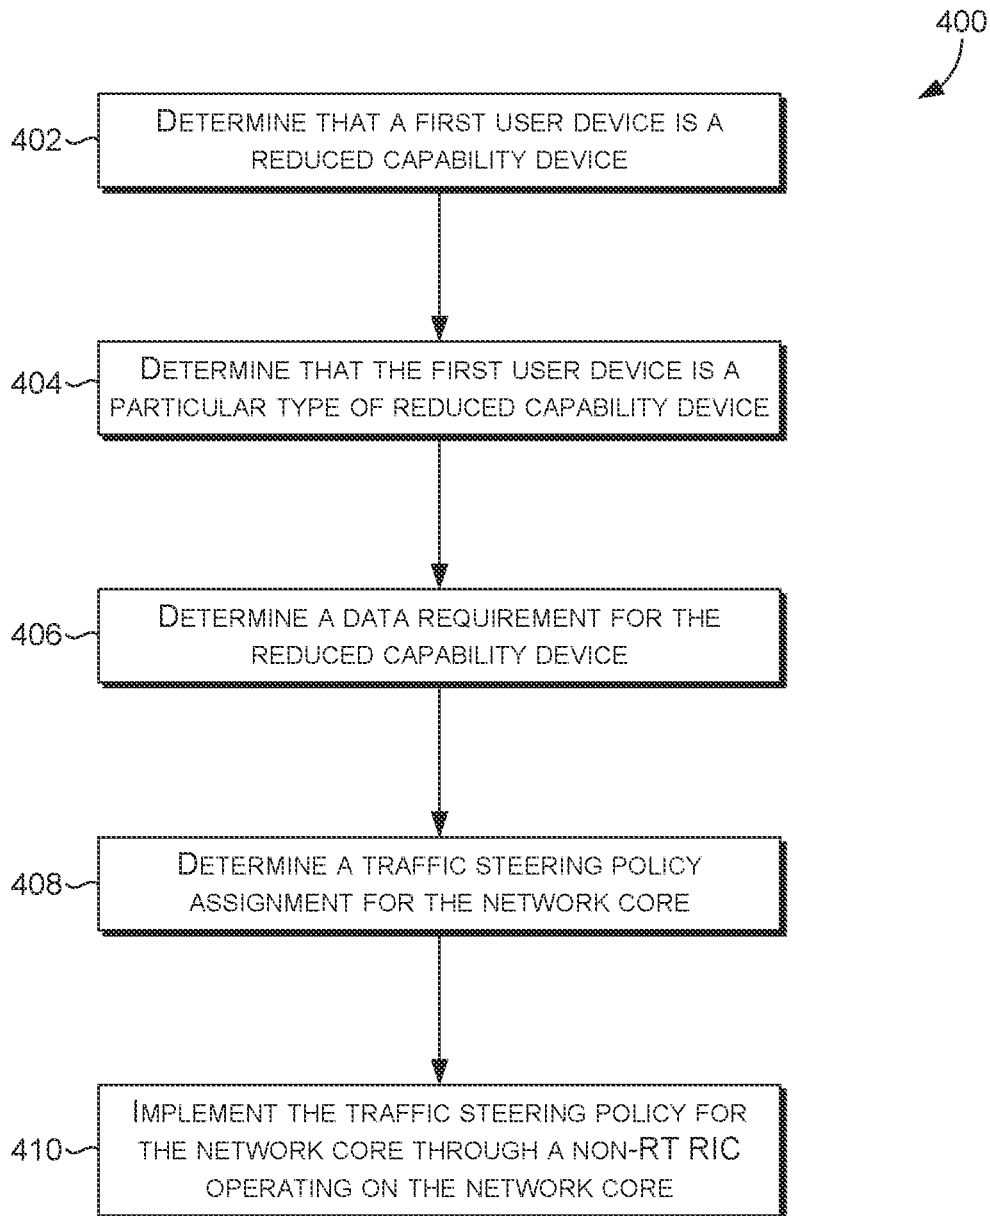 400
402
DETERMINE THAT A FIRST USER DEVICE IS A
REDUCED CAPABILITY DEVICE
404
DETERMINE THAT THE FIRST USER DEVICE IS A
PARTICULAR TYPE OF REDUCED CAPABILITY DEVICE
406
DETERMINE A DATA REQUIREMENT FOR THE
REDUCED CAPABILITY DEVICE
408
DETERMINE A TRAFFIC STEERING POLICY
ASSIGNMENT FOR THE NETWORK CORE
410
IMPLEMENT THE TRAFFIC STEERING POLICY FOR
THE NETWORK CORE THROUGH A NON-RT RIC
OPERATING ON THE NETWORK CORE